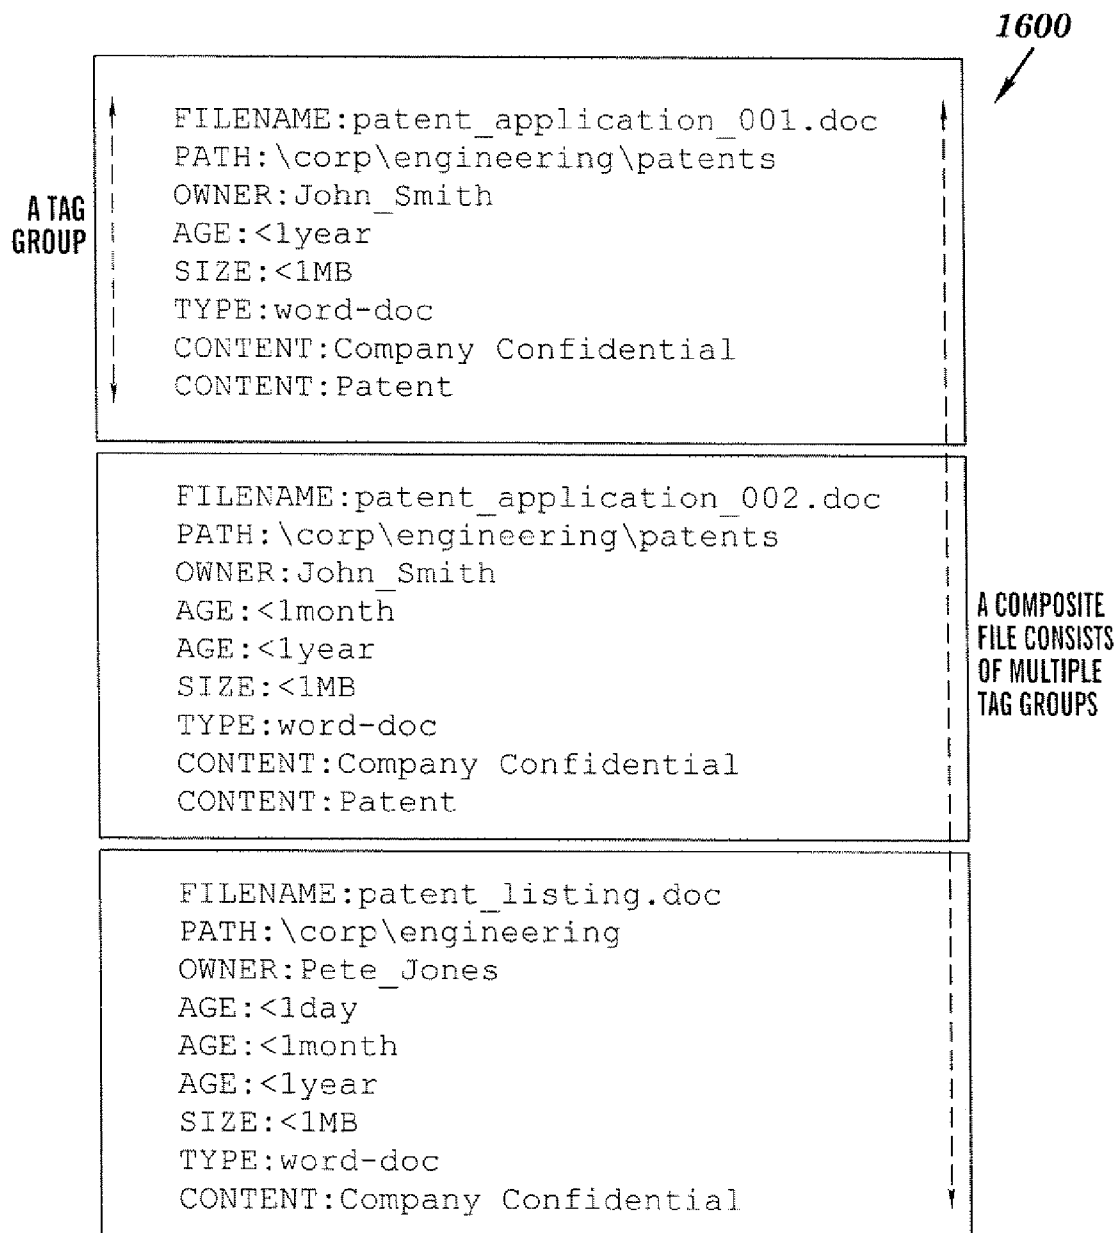 1600
FILENAME:patent_application_001.doc
PATH:\corp\engineering\patents
OWNER:John_Smith
AGE:<1year
SIZE:<1MB
TYPE:word-doc
CONTENT:Company Confidential
CONTENT:Patent
A TAG
GROUP
FILENAME:patent_application_002.doc
PATH:\corp\engineering\patents
OWNER:John_Smith
AGE:<1month
AGE:<1year
SIZE:<1MB
TYPE:word-doc
CONTENT:Company Confidential
CONTENT:Patent
A COMPOSITE
FILE CONSISTS
OF MULTIPLE
TAG GROUPS
FILENAME:patent_listing.doc
PATH:\corp\engineering
OWNER:Pete_Jones
AGE:<1day
AGE:<1month
AGE:<1year
SIZE:<1MB
TYPE:word-doc
CONTENT:Company Confidential